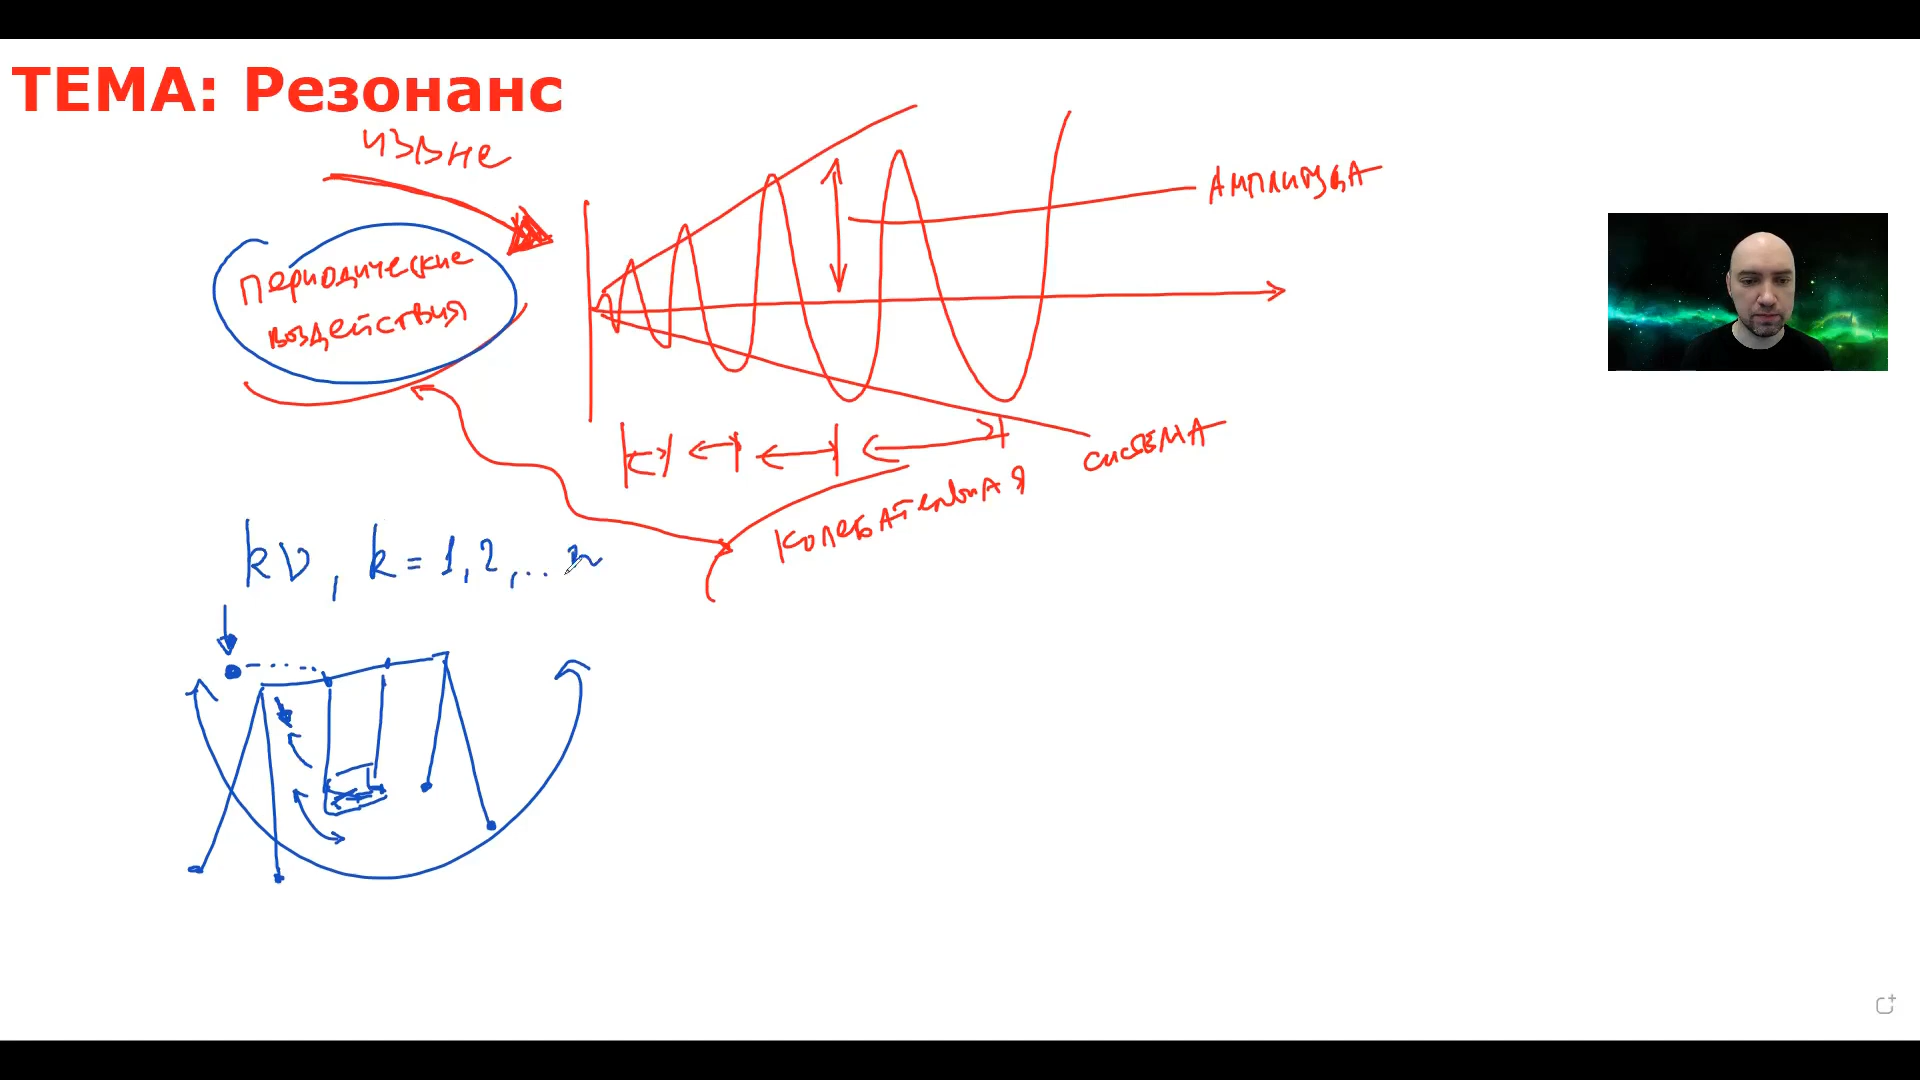 ТЕМА: Резонанс
извне
Амплитуда
периодические
воздействия
система
колебательная
kν, k = 1, 2, ... n